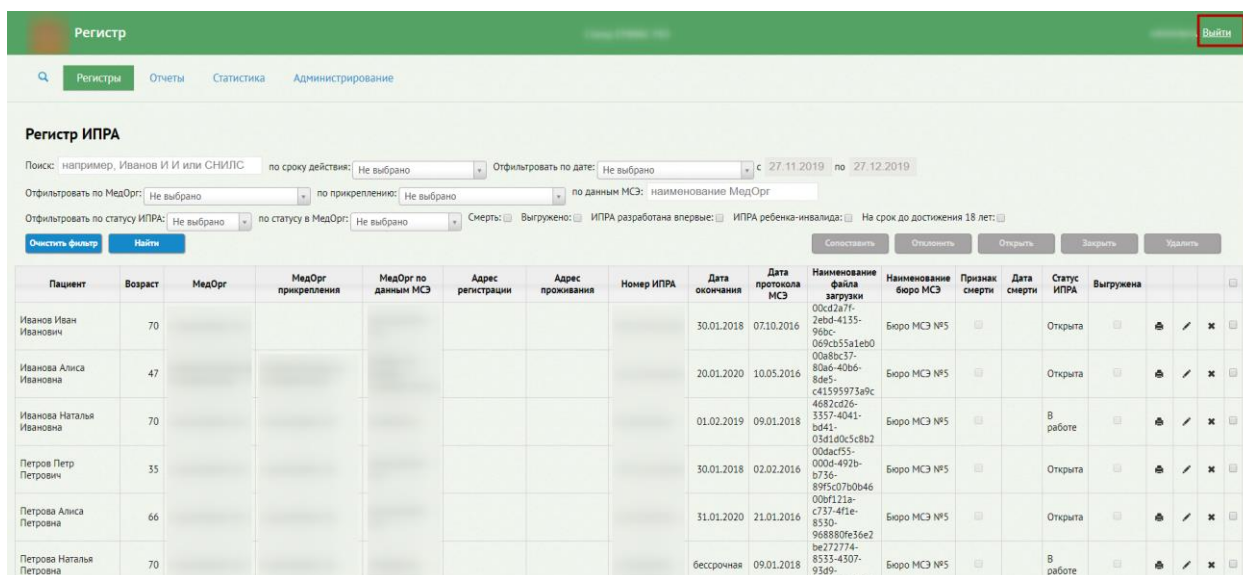 Регистр
Выйти
Регистры Отчеты Статистика Администрирование
Регистр ИПРА
Поиск: например, Иванов И И или СНИЛС по сроку действия: Не выбрано Отфильтровать по дате: Не выбрано с 27.11.2019 по 27.12.2019
Отфильтровать по МедОрг: Не выбрано по прикреплению: Не выбрано по данным МСЭ: наименование МедОрг
Отфильтровать по статусу ИПРА: Не выбрано по статусу в МедОрг: Не выбрано Смерть: Выгружено: ИПРА разработана впервые: ИПРА ребенка-инвалида: На срок до достижения 18 лет:
Очистить фильтр Найти Сопоставить Отклонить Открыть Закрыть Удалить
Пациент Возраст МедОрг МедОрг прикрепления МедОрг по данным МСЭ Адрес регистрации Адрес проживания Номер ИПРА Дата окончания Дата протокола МСЭ Наименование файла загрузки Наименование бюро МСЭ Признак смерти Дата смерти Статус ИПРА Выгружена
Иванов Иван Иванович 70 30.01.2018 07.10.2016 00cd2a7f-2ebd-4135-96bc-069cb55a1eb0 Бюро МСЭ №5 Открыта
Иванова Алиса Ивановна 47 20.01.2020 10.05.2016 00a8bc37-80a6-40b6-8de5-c41595973a9c Бюро МСЭ №5 Открыта
Иванова Наталья Ивановна 70 01.02.2019 09.01.2018 4682cd26-3357-4041-bd41-03d1d0c5c8b2 Бюро МСЭ №5 В работе
Петров Петр Петрович 35 30.01.2018 02.02.2016 00dacf55-000d-492b-b736-89f5c07b0b46 Бюро МСЭ №5 Открыта
Петрова Алиса Петровна 66 31.01.2020 21.01.2016 00bf121a-c737-4f1e-8530-968880fe36e2 Бюро МСЭ №5 Открыта
Петрова Наталья Петровна 70 бессрочная 09.01.2018 be272774-8533-4307-93d9- Бюро МСЭ №5 В работе